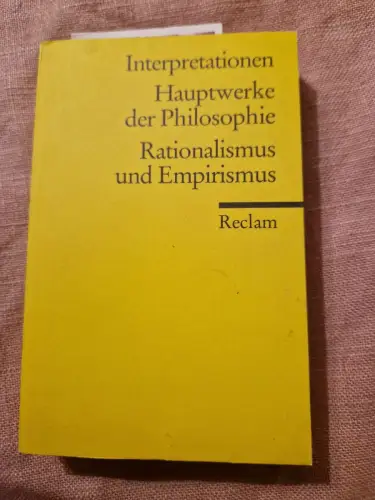 Interpretationen
Hauptwerke
der Philosophie
Rationalismus
und Empirismus
Reclam